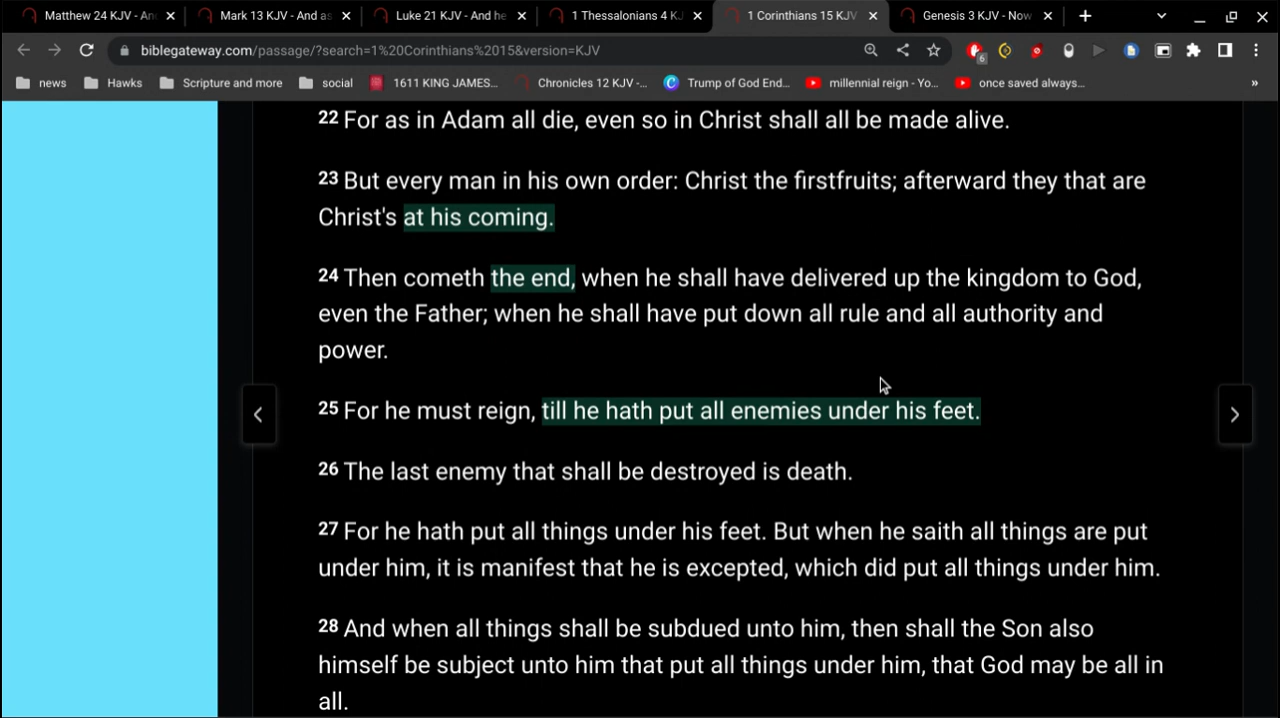 Matthew 24 KJV - And
Mark 13 KJV - And as
Luke 21 KJV - And he
1 Thessalonians 4 KJ
1 Corinthians 15 KJV
Genesis 3 KJV - Now
biblegateway.com/passage/?search=1%20Corinthians%2015&version=KJV
6
news
Hawks
Scripture and more
social
1611 KING JAMES...
Chronicles 12 KJV -...
Trump of God End...
millennial reign - Yo...
once saved always...
»
22 For as in Adam all die, even so in Christ shall all be made alive.
23 But every man in his own order: Christ the firstfruits; afterward they that are
Christ's at his coming.
24 Then cometh the end, when he shall have delivered up the kingdom to God,
even the Father; when he shall have put down all rule and all authority and
power.
25 For he must reign, till he hath put all enemies under his feet.
26 The last enemy that shall be destroyed is death.
27 For he hath put all things under his feet. But when he saith all things are put
under him, it is manifest that he is excepted, which did put all things under him.
28 And when all things shall be subdued unto him, then shall the Son also
himself be subject unto him that put all things under him, that God may be all in
all.